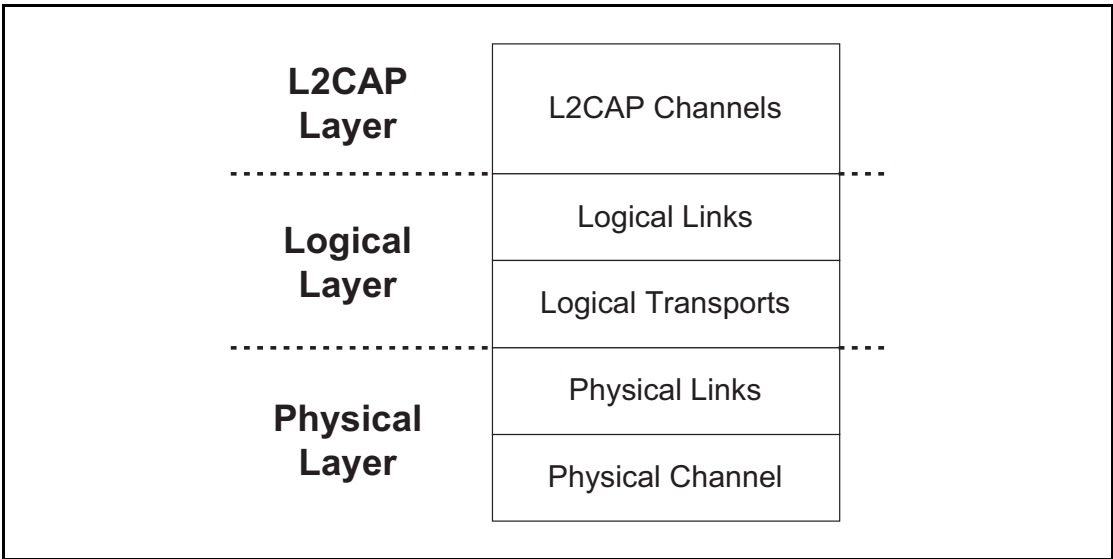 L2CAP
Layer
L2CAP Channels
Logical
Layer
Logical Links
Logical Transports
Physical
Layer
Physical Links
Physical Channel